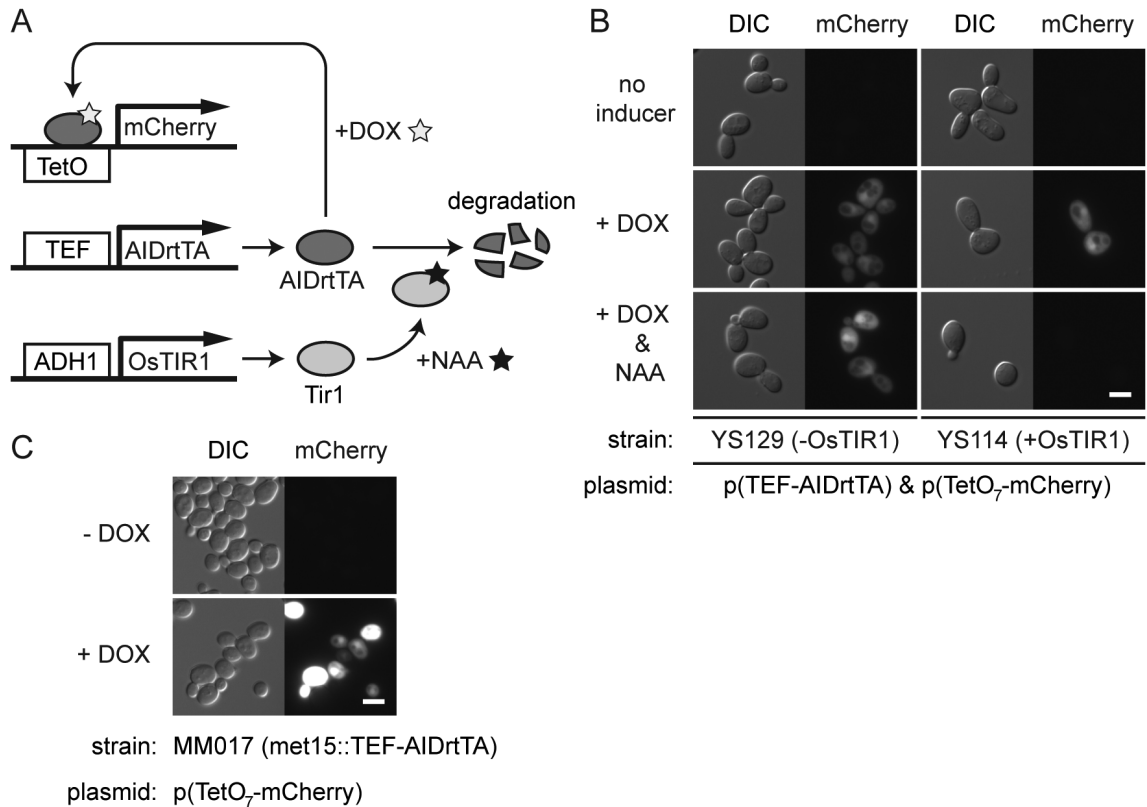 A
mCherry
TetO
+DOX
degradation
TEF
AIDrtTA
AIDrtTA
ADH1
OsTIR1
Tir1
+NAA
B
DIC mCherry DIC mCherry
no
inducer
+ DOX
+ DOX
&
NAA
strain: YS129 (-OsTIR1) YS114 (+OsTIR1)
plasmid: p(TEF-AIDrtTA) & p(TetO7-mCherry)
C
DIC mCherry
- DOX
+ DOX
strain: MM017 (met15::TEF-AIDrtTA)
plasmid: p(TetO7-mCherry)